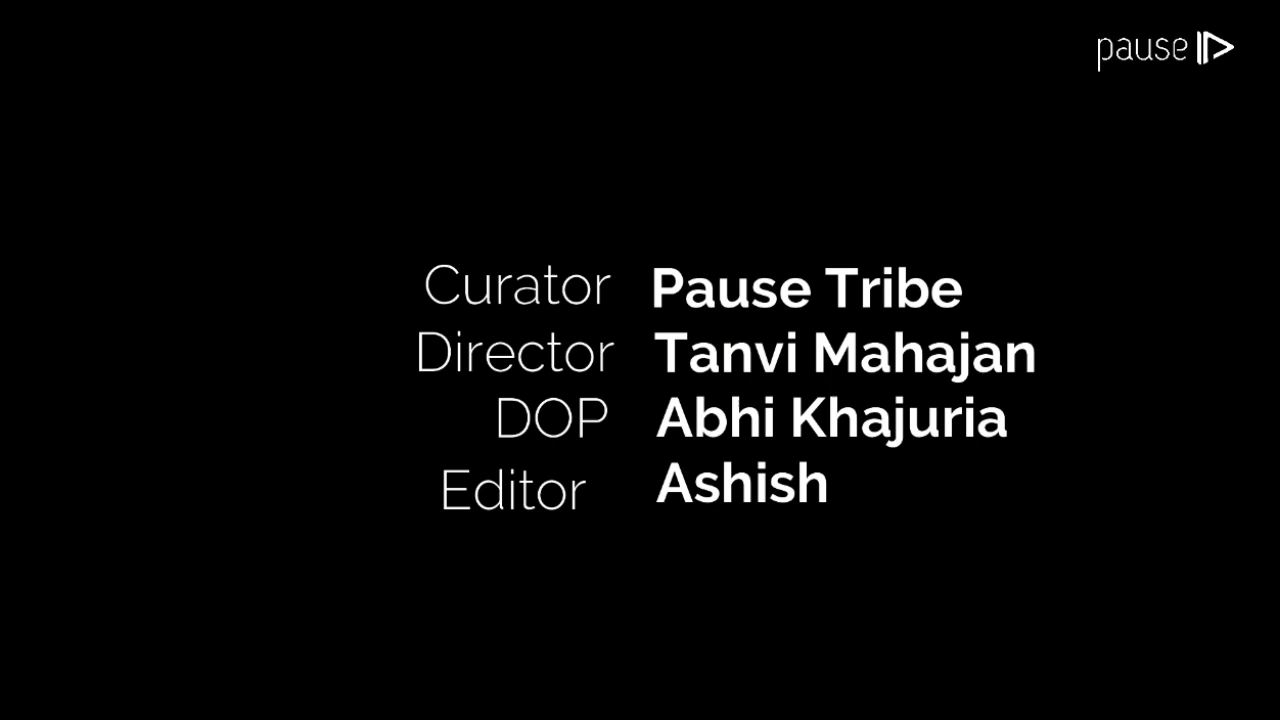 pause
Curator Pause Tribe
Director Tanvi Mahajan
DOP Abhi Khajuria
Editor Ashish